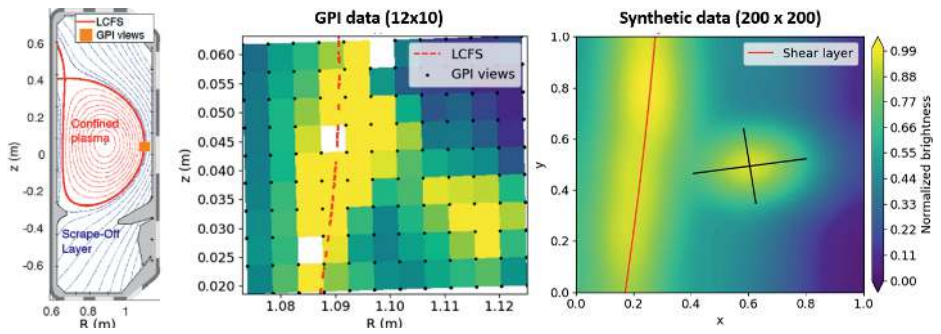 GPI data (12x10)
Synthetic data (200 x 200)
LCFS
GPI views
Confined
plasma
Scrape-Off
Layer
0.6
0.4
0.2
0
-0.2
-0.4
-0.6
z (m)
0.6
0.8
1
R (m)
LCFS
GPI views
0.060
0.055
0.050
0.045
0.040
0.035
0.030
0.025
0.020
z (m)
1.08
1.09
1.10
1.11
1.12
R (m)
Shear layer
1.0
0.8
0.6
0.4
0.2
0.0
y
0.0
0.2
0.4
0.6
0.8
1.0
x
0.99
0.88
0.77
0.66
0.55
0.44
0.33
0.22
0.11
0.00
Normalized brightness